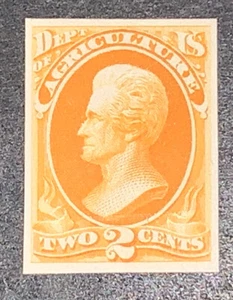 DEPT. U.S.
OF
AGRICULTURE
TWO 2 CENTS